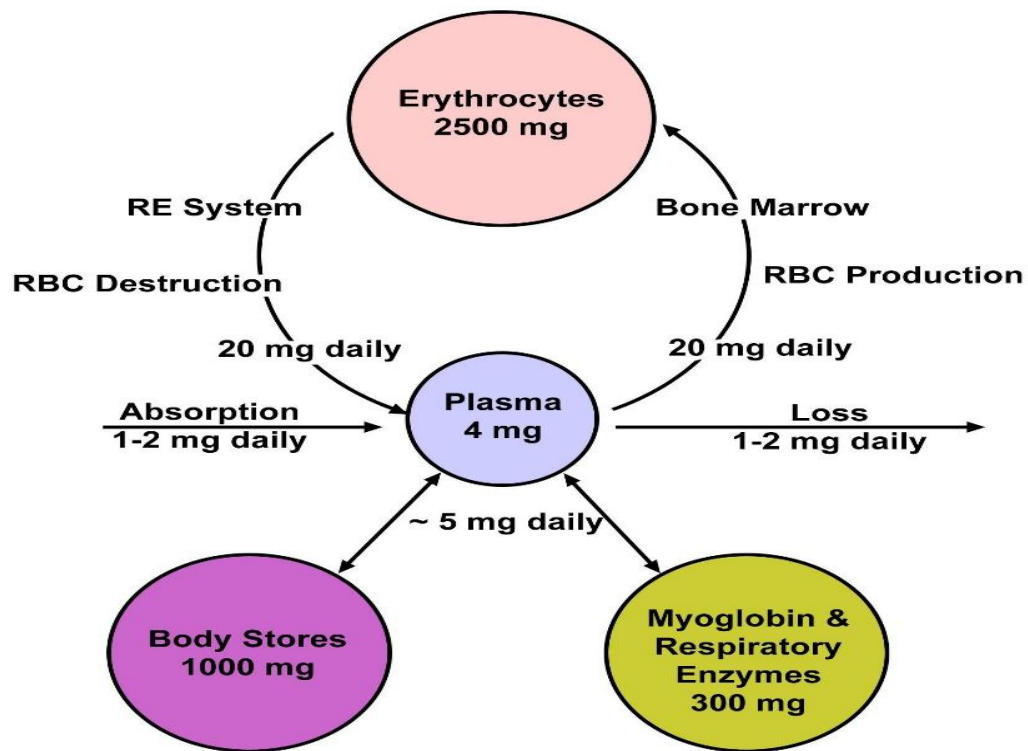 Erythrocytes
2500 mg
RE System
Bone Marrow
RBC Destruction
RBC Production
20 mg daily
20 mg daily
Absorption
1-2 mg daily
Plasma
4 mg
Loss
1-2 mg daily
~ 5 mg daily
Body Stores
1000 mg
Myoglobin &
Respiratory
Enzymes
300 mg